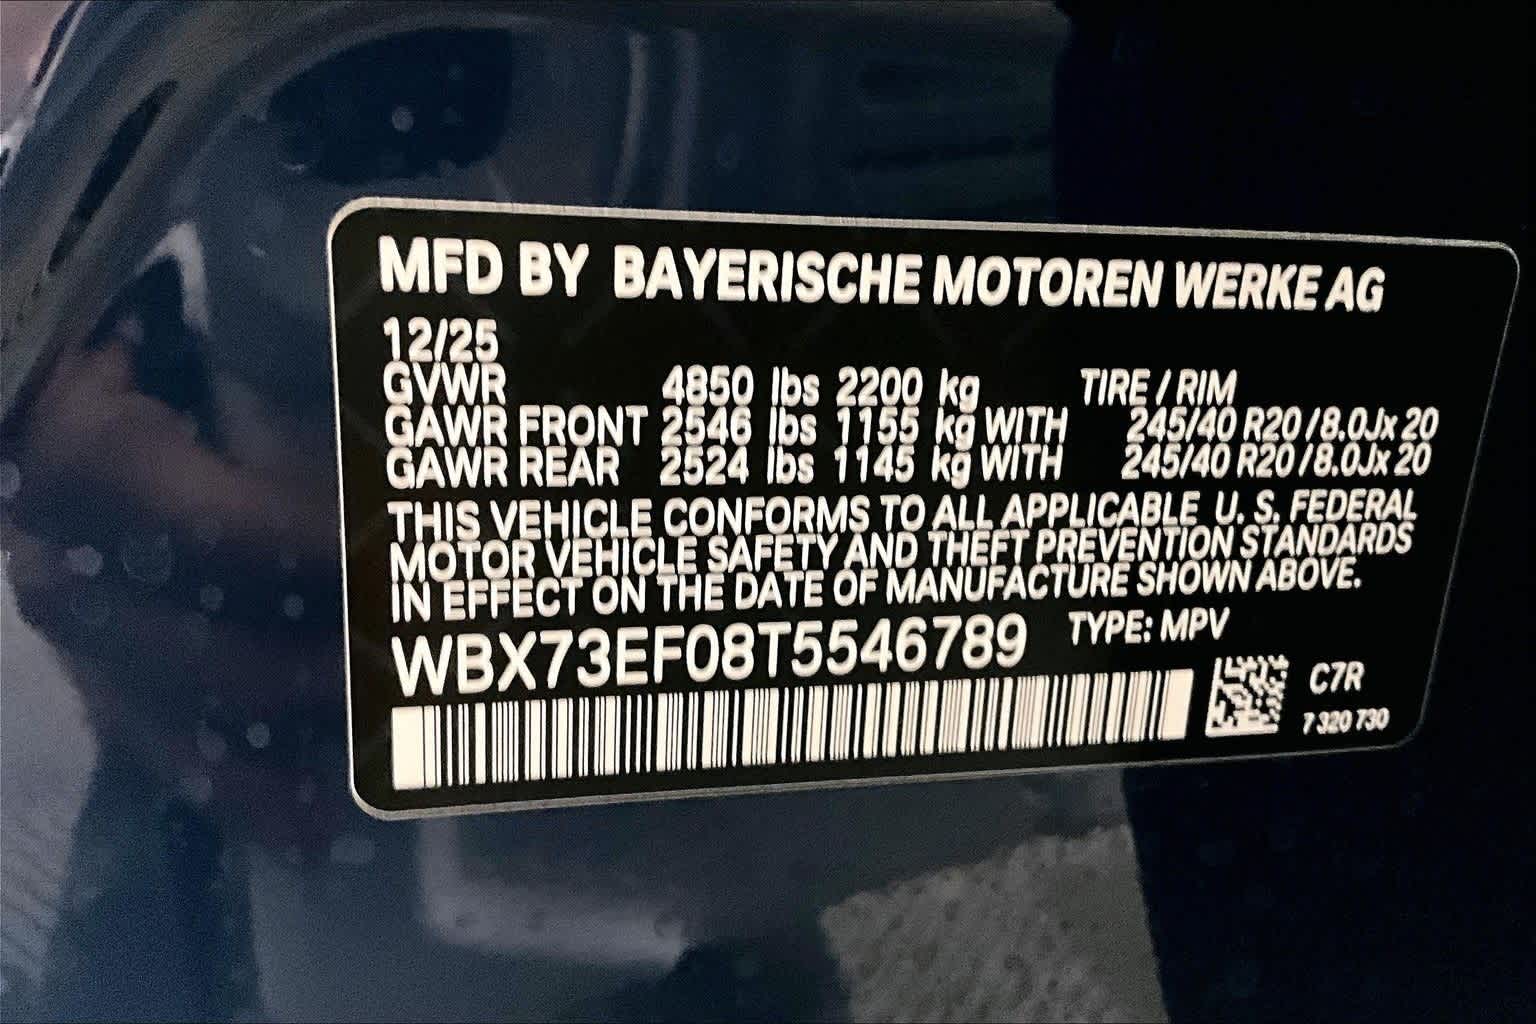 MFD BY BAYERISCHE MOTOREN WERKE AG
12/25
GVWR 4850 lbs 2200 kg TIRE / RIM
GAWR FRONT 2546 lbs 1155 kg WITH 245/40 R20 / 8.0Jx 20
GAWR REAR 2524 lbs 1145 kg WITH 245/40 R20 / 8.0Jx 20
THIS VEHICLE CONFORMS TO ALL APPLICABLE U. S. FEDERAL
MOTOR VEHICLE SAFETY AND THEFT PREVENTION STANDARDS
IN EFFECT ON THE DATE OF MANUFACTURE SHOWN ABOVE.
WBX73EF08T5546789 TYPE: MPV
C7R
7 320 730